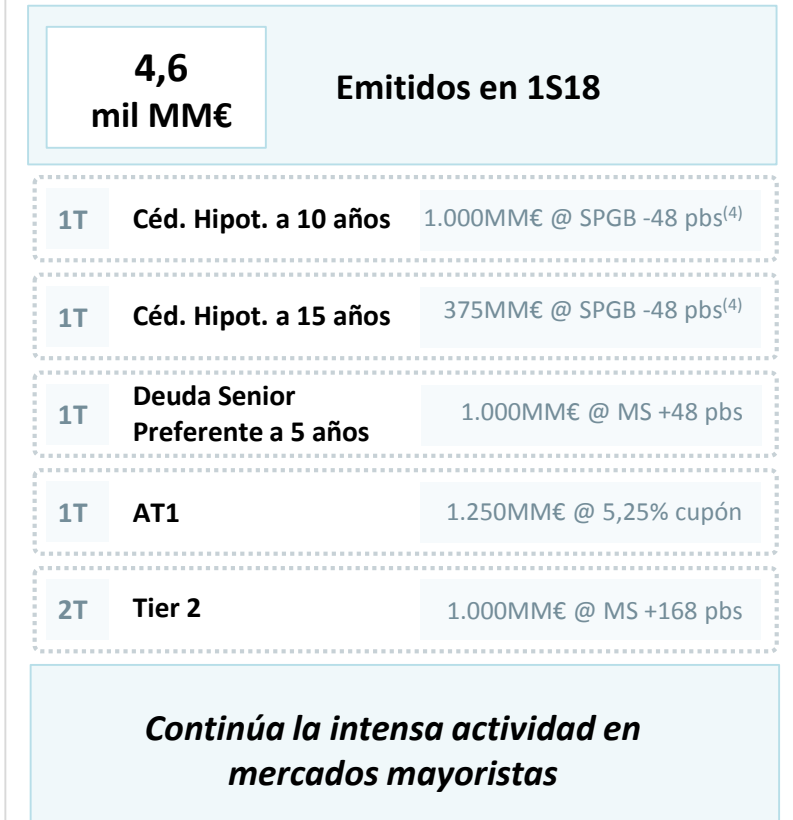 4,6
mil MM€
Emitidos en 1S18
1T Céd. Hipot. a 10 años 1.000MM€ @ SPGB -48 pbs(4)
1T Céd. Hipot. a 15 años 375MM€ @ SPGB -48 pbs(4)
1T Deuda Senior
Preferente a 5 años 1.000MM€ @ MS +48 pbs
1T AT1 1.250MM€ @ 5,25% cupón
2T Tier 2 1.000MM€ @ MS +168 pbs
Continúa la intensa actividad en
mercados mayoristas